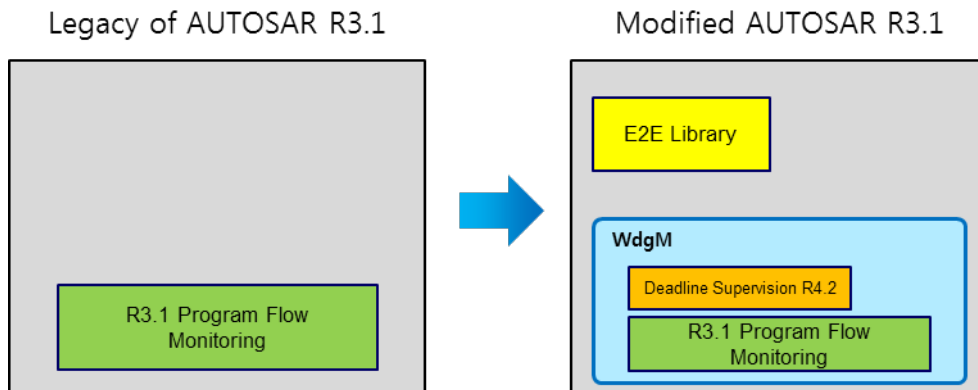 Legacy of AUTOSAR R3.1
Modified AUTOSAR R3.1
R3.1 Program Flow
Monitoring
E2E Library
WdgM
Deadline Supervision R4.2
R3.1 Program Flow
Monitoring